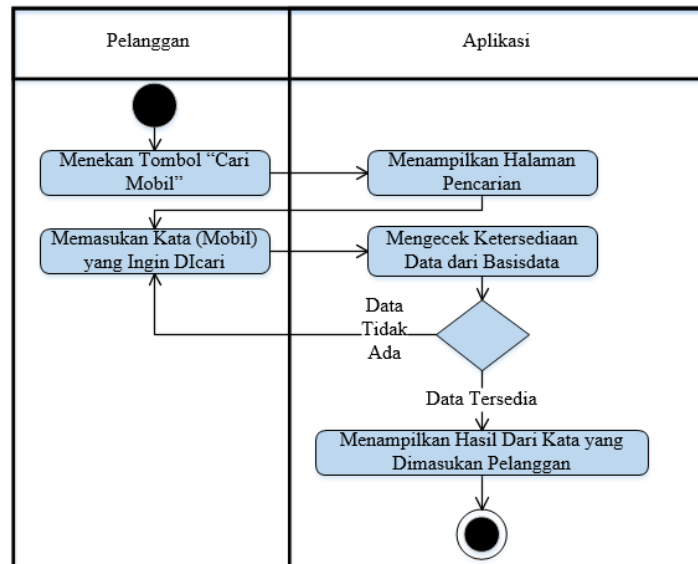 Pelanggan
Aplikasi
Menekan Tombol “Cari
Mobil”
Menampilkan Halaman
Pencarian
Memasukan Kata (Mobil)
yang Ingin DIcari
Mengecek Ketersediaan
Data dari Basisdata
Data
Tidak
Ada
Data Tersedia
Menampilkan Hasil Dari Kata yang
Dimasukan Pelanggan